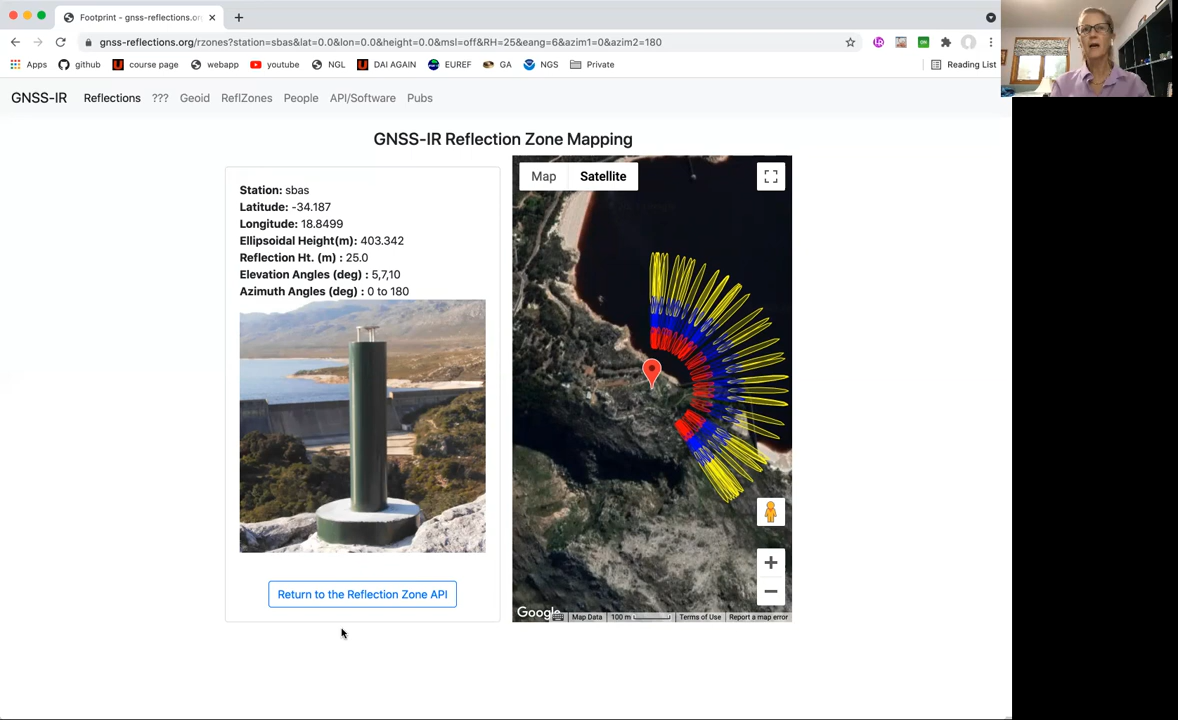 Footprint - gnss-reflections.or
gnss-reflections.org/rzones?station=sbas&lat=0.0&lon=0.0&height=0.0&msl=off&RH=25&eang=6&azim1=0&azim2=180
Apps github course page webapp youtube NGL DAI AGAIN EUREF GA NGS Private Reading List
GNSS-IR Reflections ??? Geoid ReflZones People API/Software Pubs
GNSS-IR Reflection Zone Mapping
Station: sbas
Latitude: -34.187
Longitude: 18.8499
Ellipsoidal Height(m): 403.342
Reflection Ht. (m) : 25.0
Elevation Angles (deg) : 5,7,10
Azimuth Angles (deg) : 0 to 180
Return to the Reflection Zone API
Map Satellite
Google
Map Data 100 m Terms of Use Report a map error